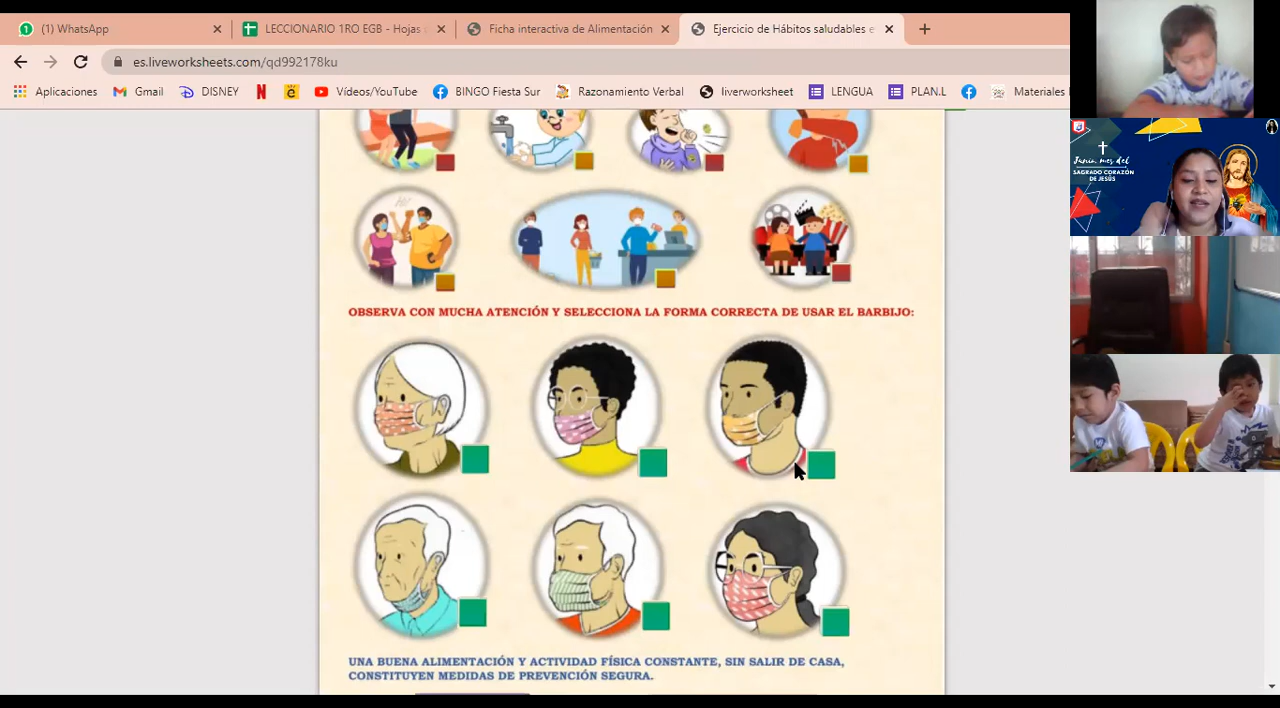 (1) WhatsApp
LECCIONARIO 1RO EGB - Hojas
Ficha interactiva de Alimentación
Ejercicio de Hábitos saludables e
es.liveworksheets.com/qd992178ku
Aplicaciones
Gmail
DISNEY
Vídeos/YouTube
BINGO Fiesta Sur
Razonamiento Verbal
liverworksheet
LENGUA
PLAN.L
Materiales
Junio, mes del
SAGRADO CORAZÓN
DE JESÚS
OBSERVA CON MUCHA ATENCIÓN Y SELECCIONA LA FORMA CORRECTA DE USAR EL BARBIJO:
UNA BUENA ALIMENTACIÓN Y ACTIVIDAD FÍSICA CONSTANTE, SIN SALIR DE CASA,
CONSTITUYEN MEDIDAS DE PREVENCIÓN SEGURA.